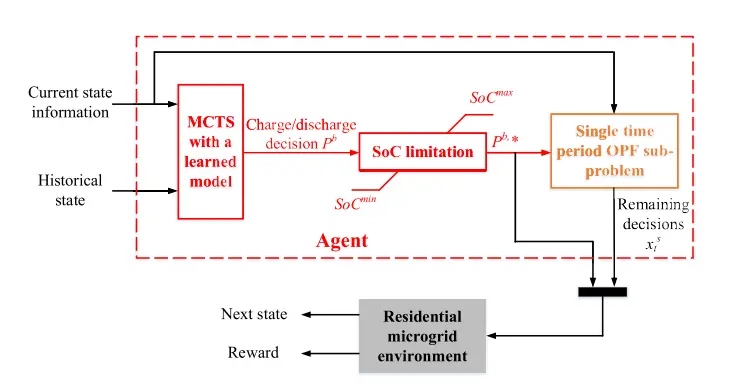 Current state
information
Historical
state
MCTS
with a
learned
model
Charge/discharge
decision P^b
SoC^max
SoC limitation
SoC^min
P^b,*
Single time
period OPF sub-
problem
Remaining
decisions
x_t^s
Agent
Next state
Reward
Residential
microgrid
environment